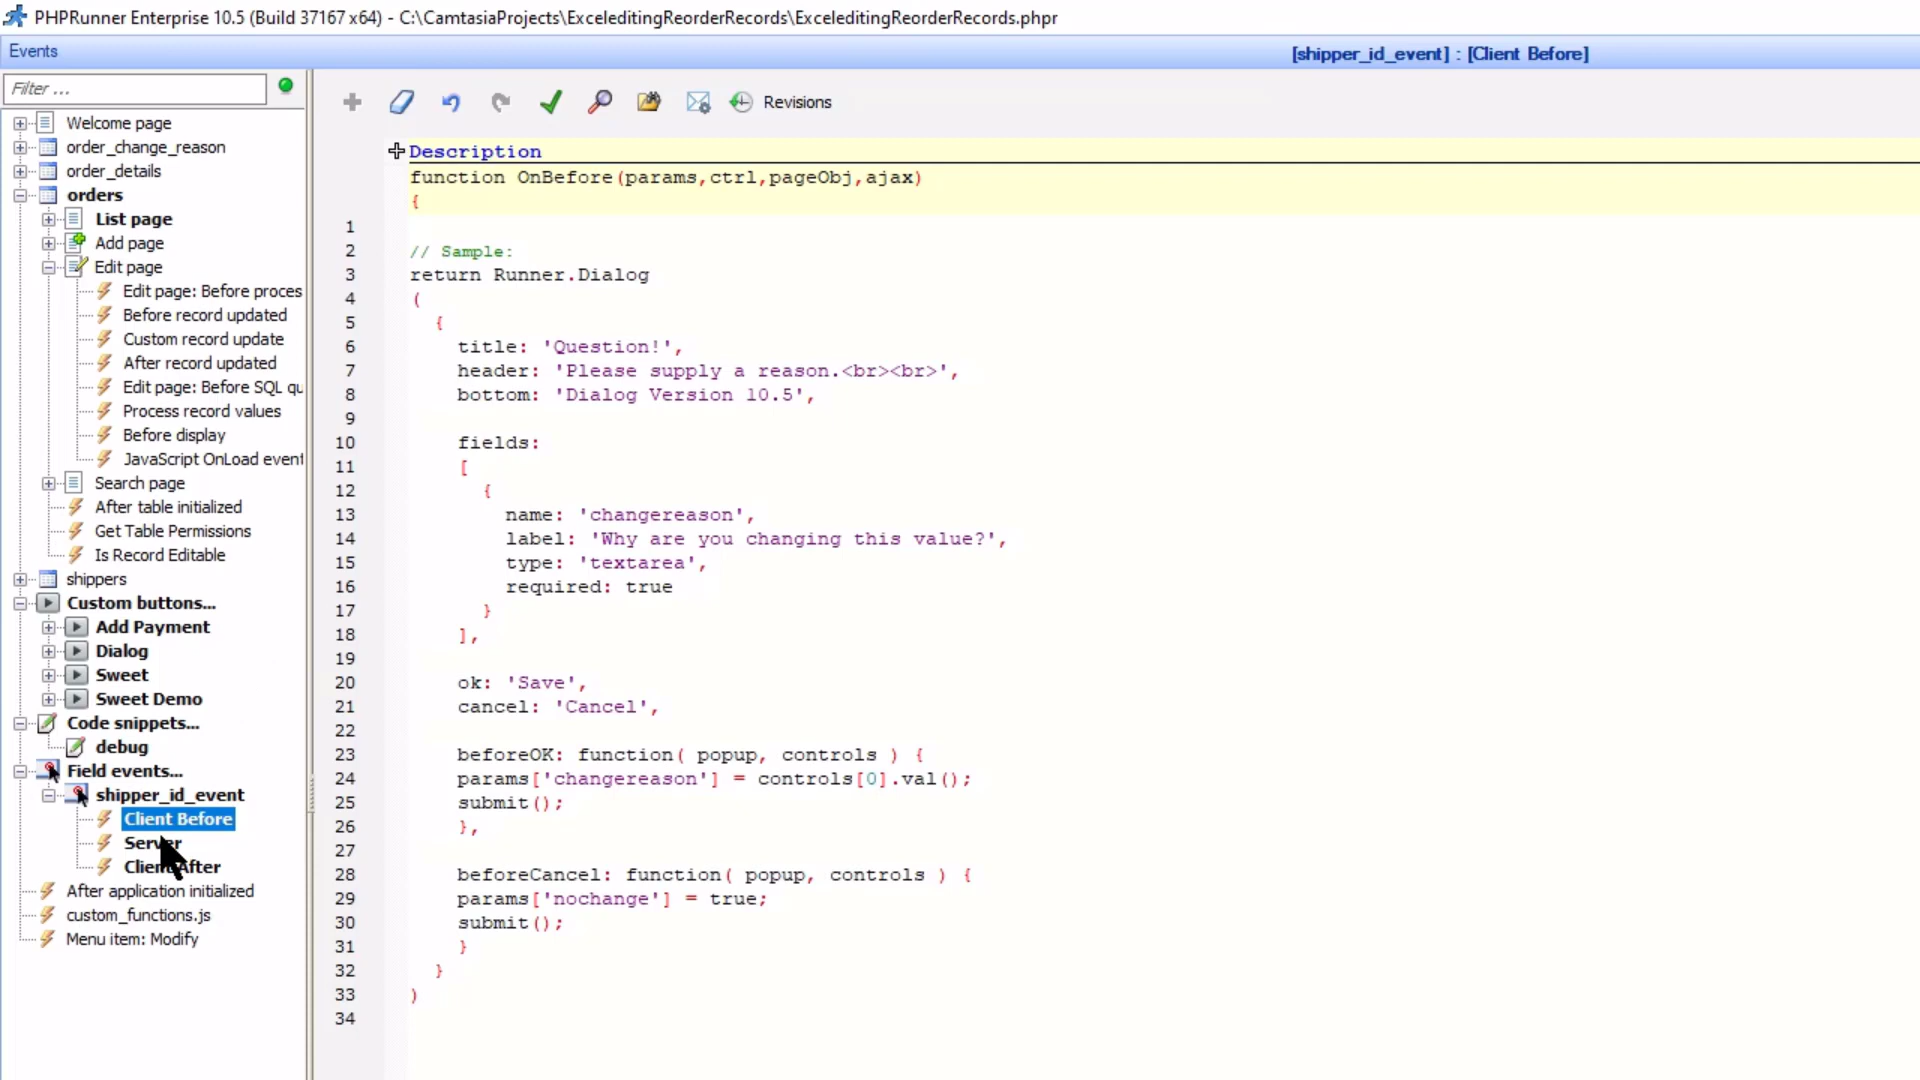 PHPRunner Enterprise 10.5 (Build 37167 x64) - C:\CamtasiaProjects\ExceleditingReorderRecords\ExceleditingReorderRecords.phpr
Events
[shipper_id_event] : [Client Before]
Filter ...
Revisions
Welcome page
order_change_reason
order_details
orders
List page
Add page
Edit page
Edit page: Before proces
Before record updated
Custom record update
After record updated
Edit page: Before SQL qu
Process record values
Before display
JavaScript OnLoad event
Search page
After table initialized
Get Table Permissions
Is Record Editable
shippers
Custom buttons...
Add Payment
Dialog
Sweet
Sweet Demo
Code snippets...
debug
Field events...
shipper_id_event
Client Before
Server
Client After
After application initialized
custom_functions.js
Menu item: Modify
Description
function OnBefore(params,ctrl,pageObj,ajax)
{
1
2 // Sample:
3 return Runner.Dialog
4 (
5 {
6 title: 'Question!',
7 header: 'Please supply a reason.<br><br>',
8 bottom: 'Dialog Version 10.5',
9
10 fields:
11 [
12 {
13 name: 'changereason',
14 label: 'Why are you changing this value?',
15 type: 'textarea',
16 required: true
17 }
18 ],
19
20 ok: 'Save',
21 cancel: 'Cancel',
22
23 beforeOK: function( popup, controls ) {
24 params['changereason'] = controls[0].val();
25 submit();
26 },
27
28 beforeCancel: function( popup, controls ) {
29 params['nochange'] = true;
30 submit();
31 }
32 }
33 )
34